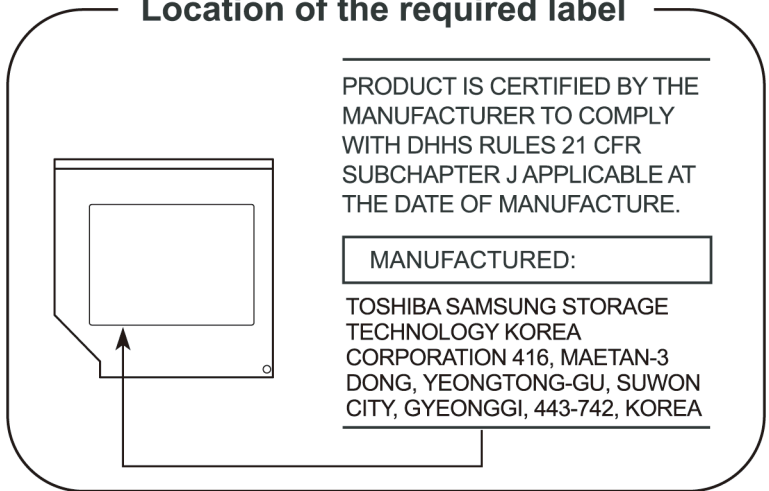 Location of the required label
PRODUCT IS CERTIFIED BY THE
MANUFACTURER TO COMPLY
WITH DHHS RULES 21 CFR
SUBCHAPTER J APPLICABLE AT
THE DATE OF MANUFACTURE.
MANUFACTURED:
TOSHIBA SAMSUNG STORAGE
TECHNOLOGY KOREA
CORPORATION 416, MAETAN-3
DONG, YEONGTONG-GU, SUWON
CITY, GYEONGGI, 443-742, KOREA